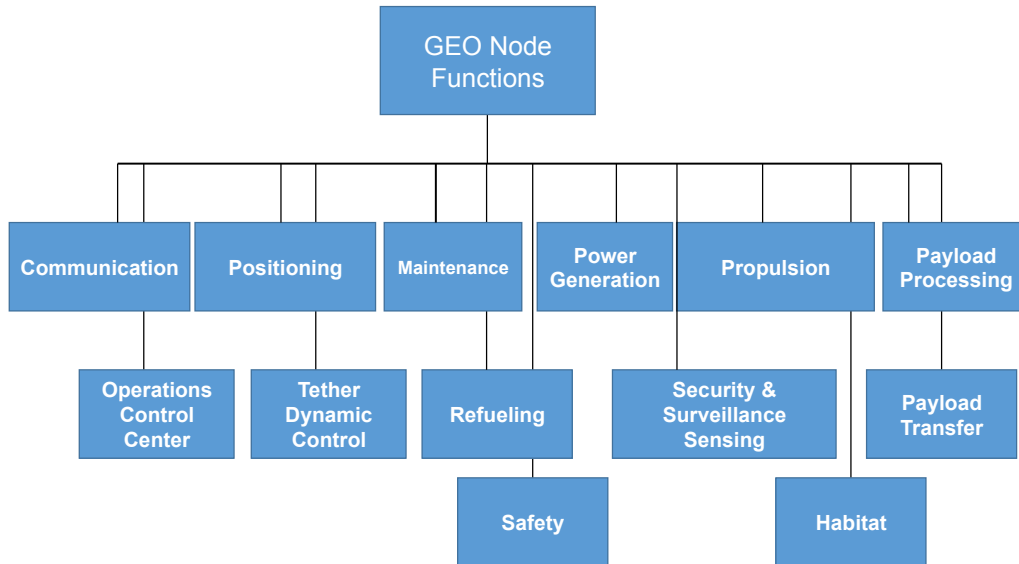 GEO Node
Functions
Communication
Positioning
Maintenance
Power
Generation
Propulsion
Payload
Processing
Operations
Control
Center
Tether
Dynamic
Control
Refueling
Security &
Surveillance
Sensing
Payload
Transfer
Safety
Habitat